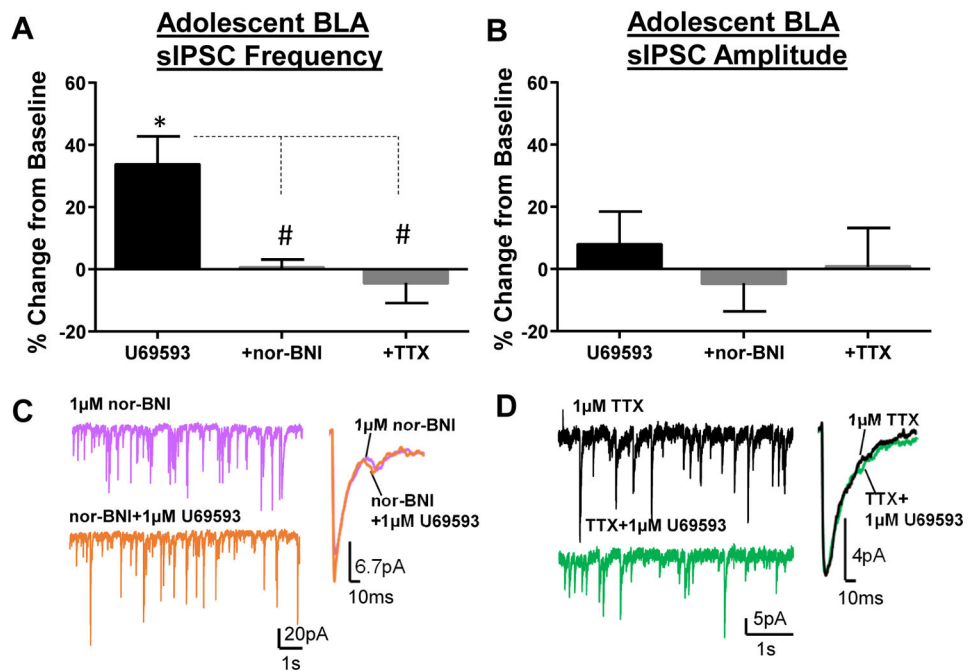 A
Adolescent BLA
sIPSC Frequency
% Change from Baseline
60
40
20
0
-20
*
#
#
U69593
+nor-BNI
+TTX
B
Adolescent BLA
sIPSC Amplitude
% Change from Baseline
60
40
20
0
-20
U69593
+nor-BNI
+TTX
C
1µM nor-BNI
nor-BNI+1µM U69593
20pA
1s
1µM nor-BNI
nor-BNI
+1µM U69593
6.7pA
10ms
D
1µM TTX
TTX+1µM U69593
5pA
1s
1µM TTX
TTX+
1µM U69593
4pA
10ms